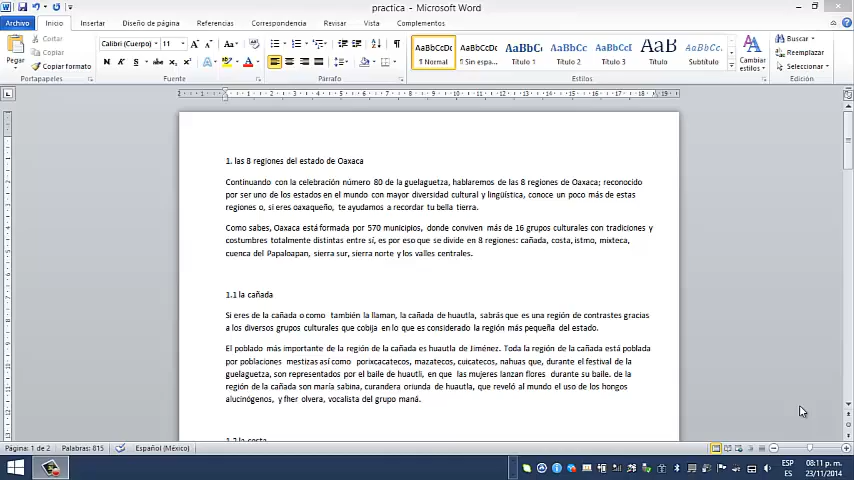 practica - Microsoft Word
Archivo Inicio Insertar Diseño de página Referencias Correspondencia Revisar Vista Complementos
Pegar
Cortar
Copiar
Copiar formato
Portapapeles
Calibri (Cuerpo) 11
Fuente
Párrafo
AaBbCcDc AaBbCcDc AaBbC AaBbCc AaBbCcI AaB AaBbCc.
¶ Normal ¶ Sin espa... Título 1 Título 2 Título 3 Título Subtítulo
Cambiar estilos
Estilos
Buscar
Reemplazar
Seleccionar
Edición
1. las 8 regiones del estado de Oaxaca
Continuando con la celebración número 80 de la guelaguetza, hablaremos de las 8 regiones de Oaxaca; reconocido
por ser uno de los estados en el mundo con mayor diversidad cultural y lingüística, conoce un poco más de estas
regiones o, si eres oaxaqueño, te ayudamos a recordar tu bella tierra.
Como sabes, Oaxaca está formada por 570 municipios, donde conviven más de 16 grupos culturales con tradiciones y
costumbres totalmente distintas entre sí, es por eso que se divide en 8 regiones: cañada, costa, istmo, mixteca,
cuenca del Papaloapan, sierra sur, sierra norte y los valles centrales.
1.1 la cañada
Si eres de la cañada o como también la llaman, la cañada de huautla, sabrás que es una región de contrastes gracias
a los diversos grupos culturales que cobija en lo que es considerado la región más pequeña del estado.
El poblado más importante de la región de la cañada es huautla de Jiménez. Toda la región de la cañada está poblada
por poblaciones mestizas así como porixcacatecos, mazatecos, cuicatecos, nahuas que, durante el festival de la
guelaguetza, son representados por el baile de huautli, en que las mujeres lanzan flores durante su baile. de la
región de la cañada son maría sabina, curandera oriunda de huautla, que reveló al mundo el uso de los hongos
alucinógenos, y fher olvera, vocalista del grupo maná.
1.2 la costa
Página: 1 de 2 Palabras: 815 Español (México)
ESP 08:11 p. m.
ES 23/11/2014